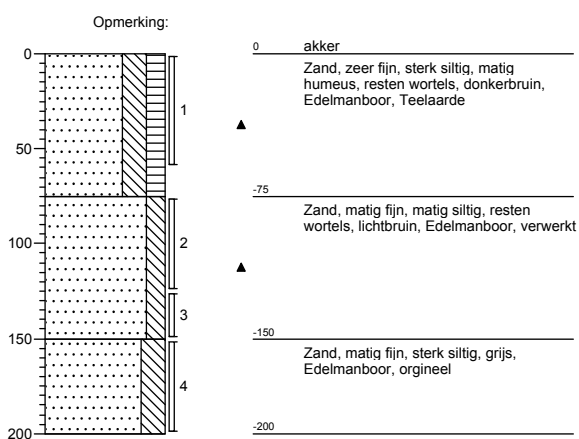 Opmerking:
0
50
100
150
200
1
2
3
4
0 akker
Zand, zeer fijn, sterk siltig, matig
humeus, resten wortels, donkerbruin,
Edelmanboor, Teelaarde
-75
Zand, matig fijn, matig siltig, resten
wortels, lichtbruin, Edelmanboor, verwerkt
-150
Zand, matig fijn, sterk siltig, grijs,
Edelmanboor, orgineel
-200